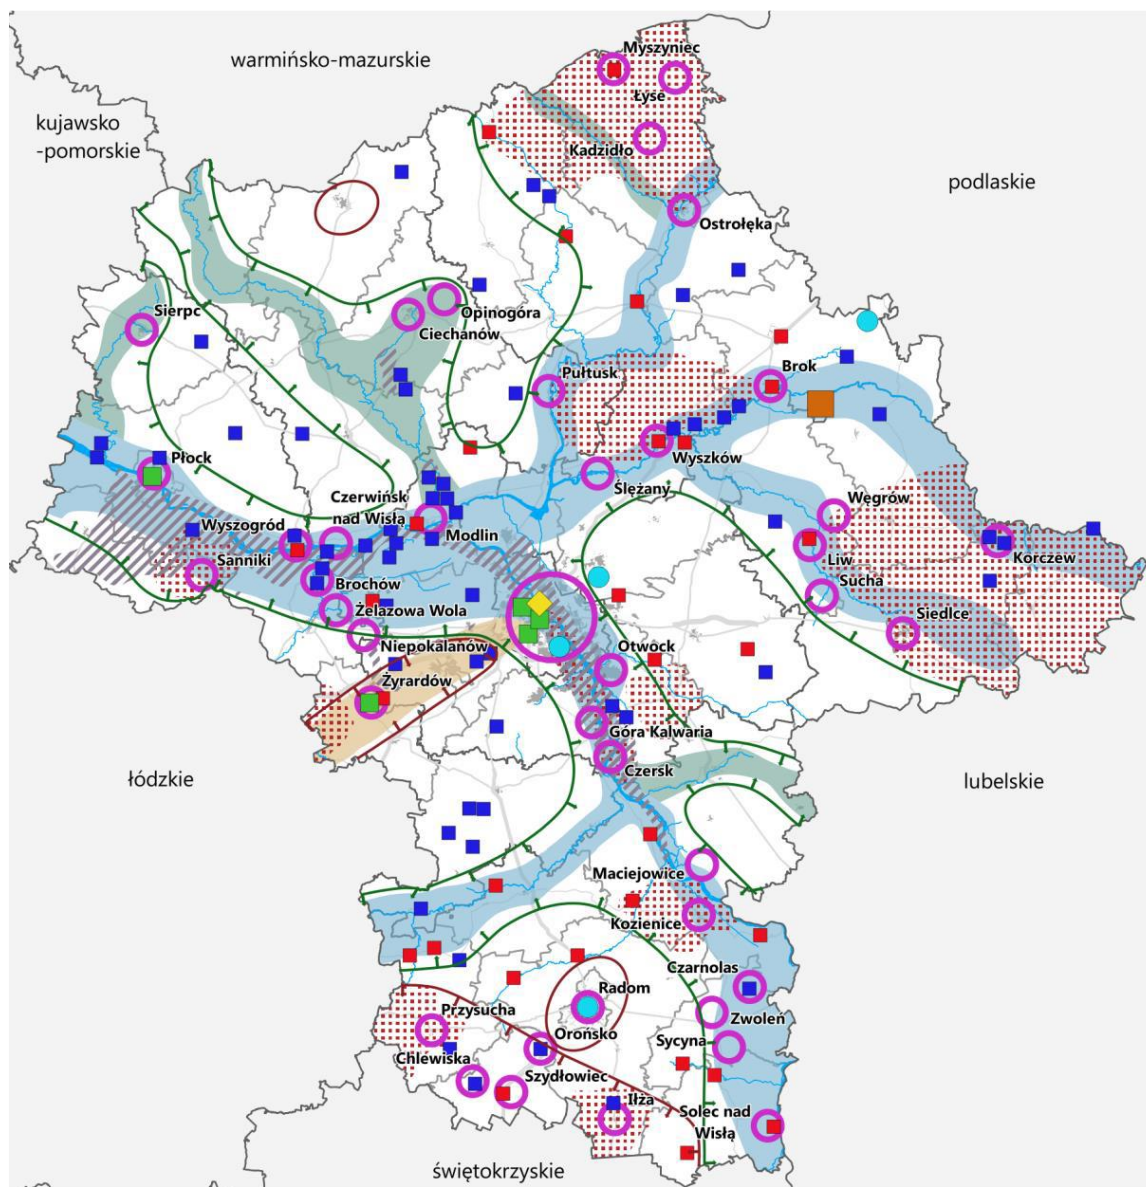 Myszyniec
warmińsko-mazurskie
Łyse
kujawsko
-pomorskie
Kadzidło
podlaskie
Ostrołęka
Sierpc
Opinogóra
Ciechanów
Pułtusk
Brok
Płock
Wyszków
Ślężany
Węgrów
Czerwińsk
nad Wisłą
Wyszogród
Modlin
Sanniki
Liw
Korczew
Brochów
Sucha
Żelazowa Wola
Siedlce
Niepokalanów
Otwock
Żyrardów
Góra Kalwaria
Czersk
łódzkie
lubelskie
Maciejowice
Kozienice
Czarnolas
Radom
Przysucha
Zwoleń
Orońsko
Sycyna
Chlewiska
Szydłowiec
Iłża
Solec nad
Wisłą
świętokrzyskie